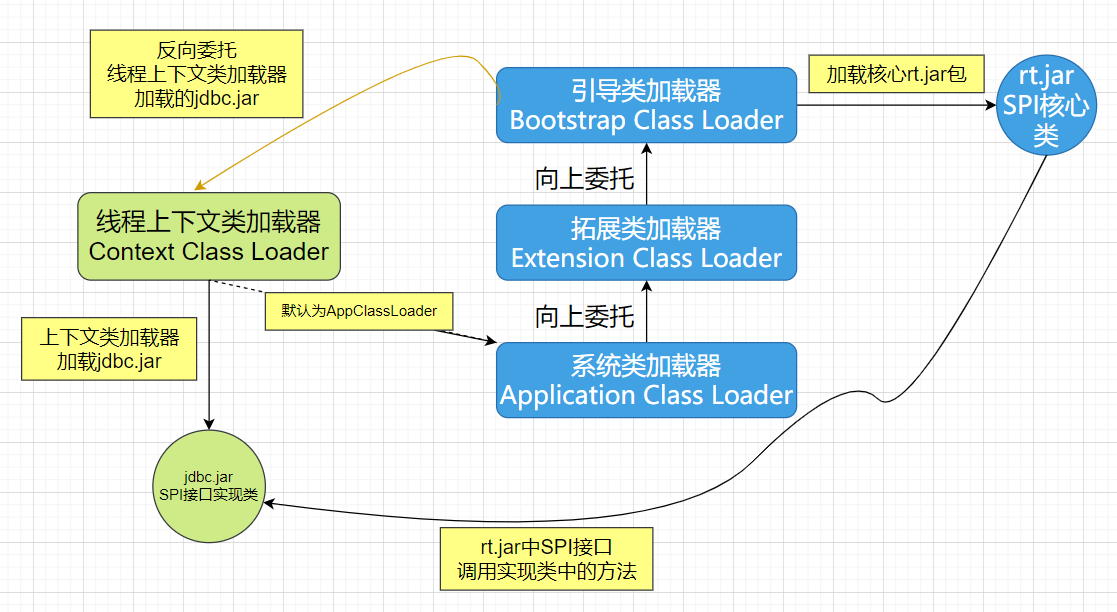 反向委托
线程上下文类加载器
加载的jdbc.jar
引导类加载器
Bootstrap Class Loader
加载核心rt.jar包
rt.jar
SPI核心
类
向上委托
线程上下文类加载器
Context Class Loader
拓展类加载器
Extension Class Loader
默认为AppClassLoader
向上委托
上下文类加载器
加载jdbc.jar
系统类加载器
Application Class Loader
jdbc.jar
SPI接口实现类
rt.jar中SPI接口
调用实现类中的方法